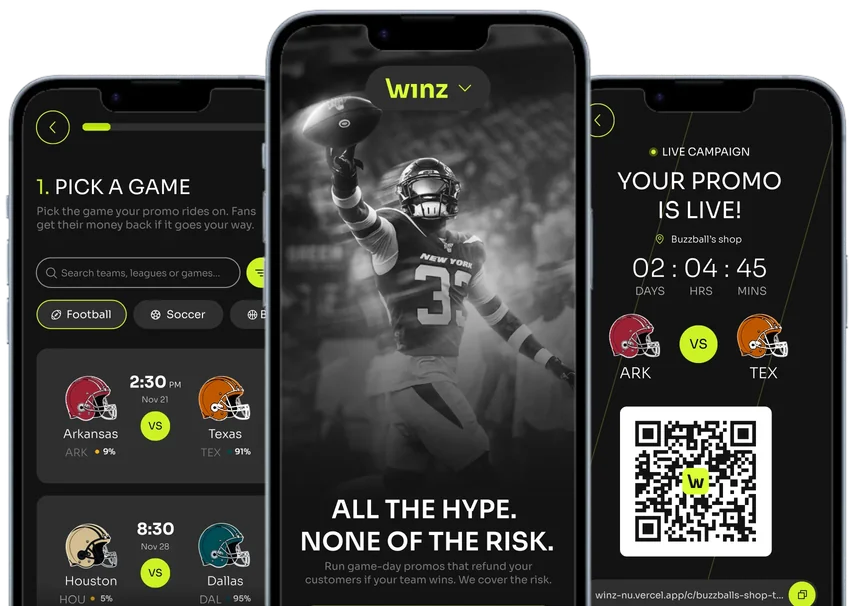 1. PICK A GAME
Pick the game your promo rides on. Fans
get their money back if it goes your way.
Search teams, leagues or games...
Football
Soccer
2:30 PM
Nov 21
VS
Arkansas
Texas
ARK 9%
TEX 91%
8:30
Nov 28
VS
Houston
Dallas
HOU 5%
DAL 95%
winz
NEW YORK
33
ALL THE HYPE.
NONE OF THE RISK.
Run game-day promos that refund your
customers if your team wins. We cover the risk.
LIVE CAMPAIGN
YOUR PROMO
IS LIVE!
Buzzball's shop
02 : 04 : 45
DAYS HRS MINS
VS
ARK
TEX
W
winz-nu.vercel.app/c/buzzballs-shop-t...